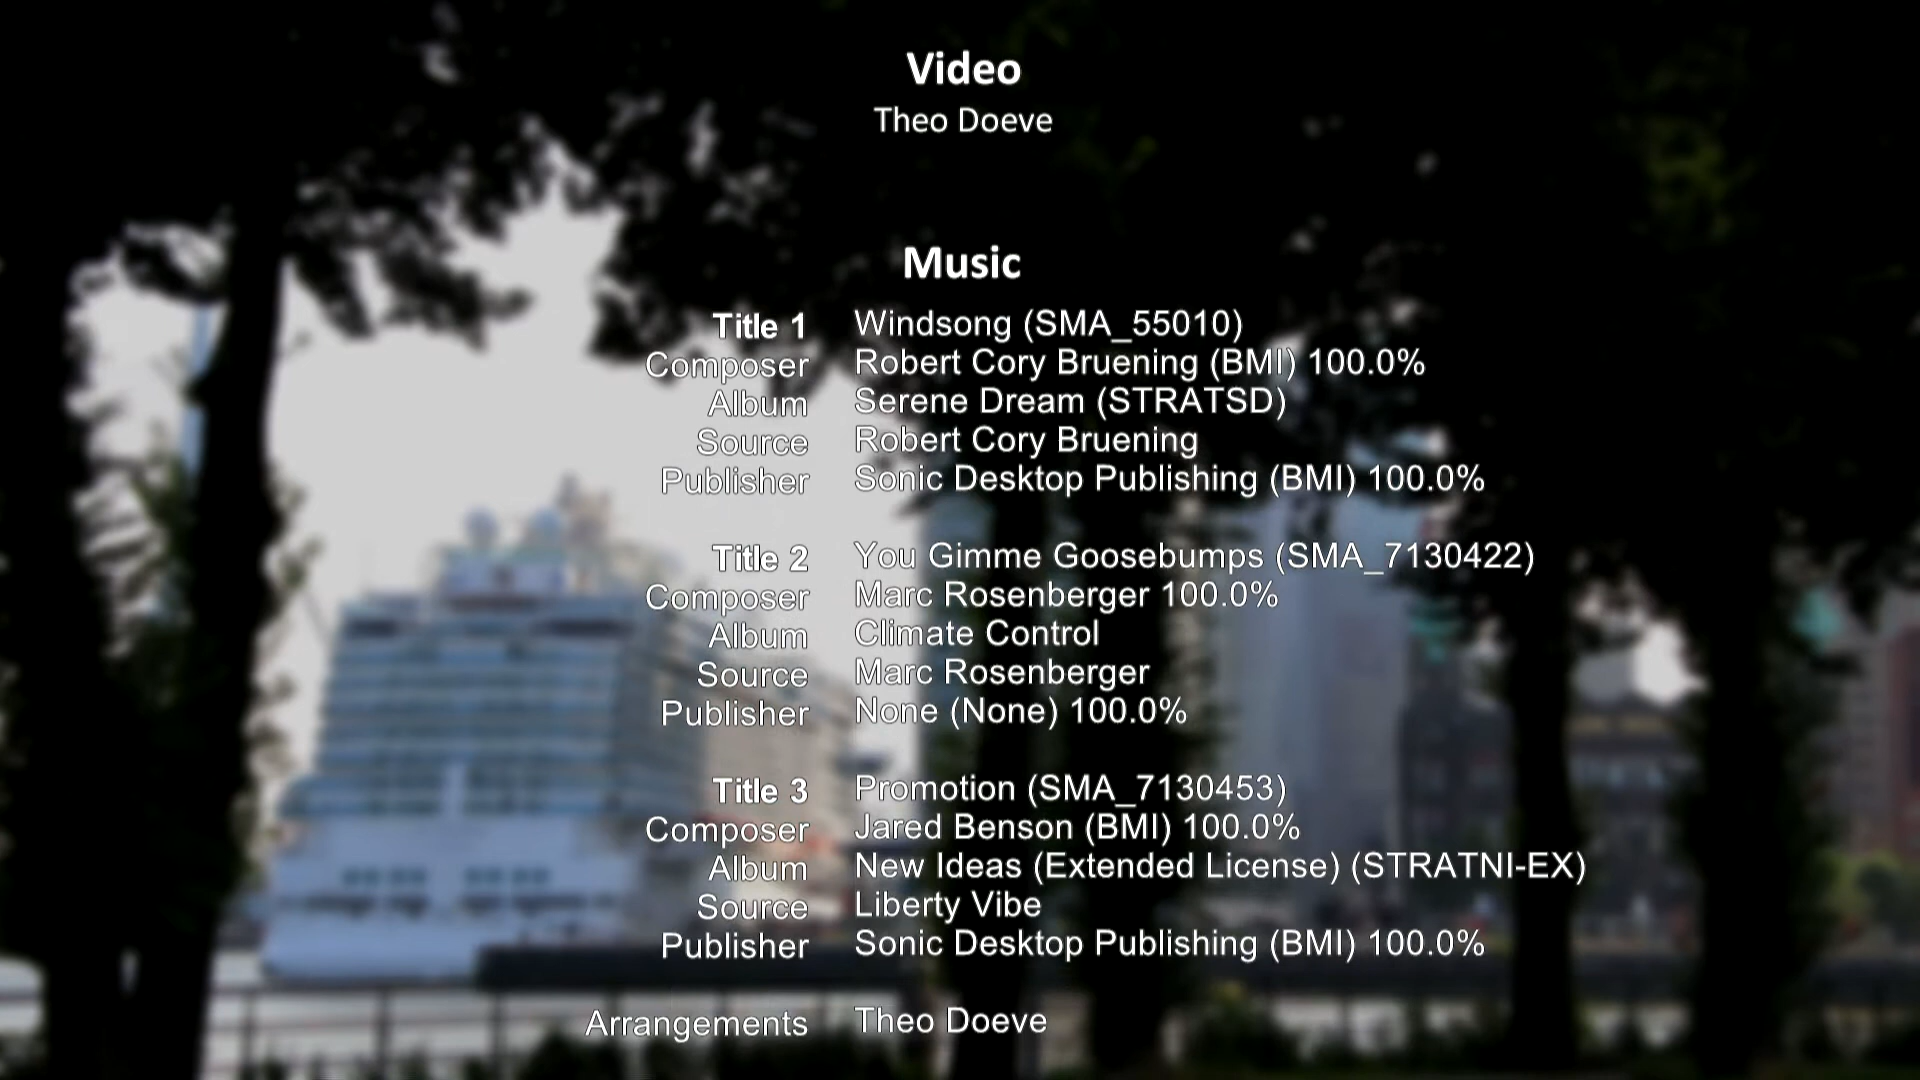 Video
Theo Doeve
Music
Title 1 Windsong (SMA_55010)
Composer Robert Cory Bruening (BMI) 100.0%
Album Serene Dream (STRATSD)
Source Robert Cory Bruening
Publisher Sonic Desktop Publishing (BMI) 100.0%
Title 2 You Gimme Goosebumps (SMA_7130422)
Composer Marc Rosenberger 100.0%
Album Climate Control
Source Marc Rosenberger
Publisher None (None) 100.0%
Title 3 Promotion (SMA_7130453)
Composer Jared Benson (BMI) 100.0%
Album New Ideas (Extended License) (STRATNI-EX)
Source Liberty Vibe
Publisher Sonic Desktop Publishing (BMI) 100.0%
Arrangements Theo Doeve